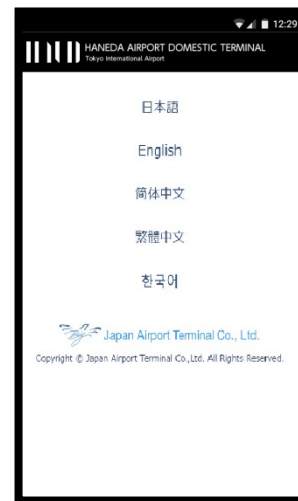 12:29
HANEDA AIRPORT DOMESTIC TERMINAL
Tokyo International Airport
日本語
English
简体中文
繁體中文
한국어
Japan Airport Terminal Co., Ltd.
Copyright © Japan Airport Terminal Co.,Ltd. All Rights Reserved.